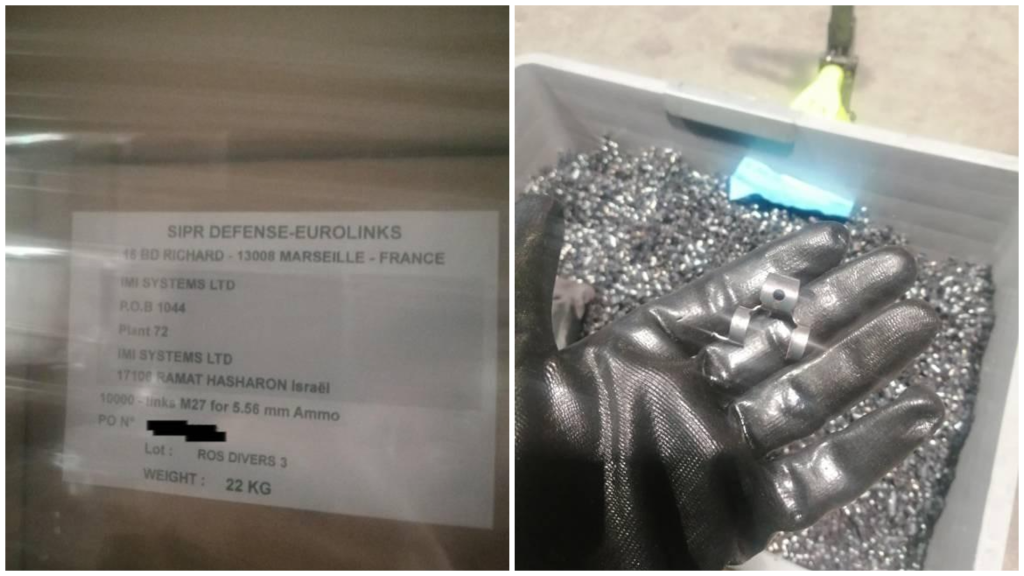 SIPR DEFENSE-EUROLINKS
16 BD RICHARD - 13008 MARSEILLE - FRANCE
IMI SYSTEMS LTD
P.O.B 1044
Plant 72
IMI SYSTEMS LTD
17100 RAMAT HASHARON Israël
10000 - links M27 for 5.56 mm Ammo
PO N°
Lot : ROS DIVERS 3
WEIGHT : 22 KG